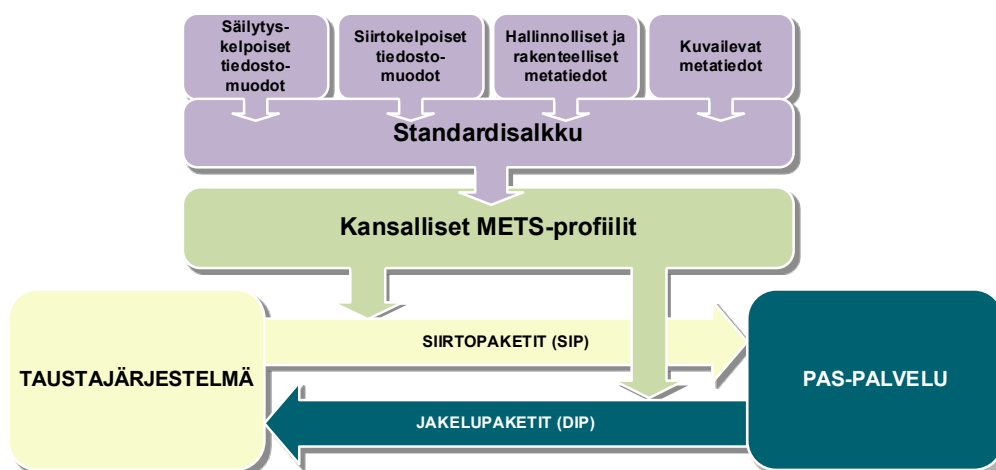 Säilytys-
kelpoiset
tiedosto-
muodot
Siirtokelpoiset
tiedosto-
muodot
Hallinnolliset ja
rakenteelliset
metatiedot
Kuvailevat
metatiedot
Standardisalkku
Kansalliset METS-profiilit
TAUSTAJÄRJESTELMÄ
SIIRTOPAKETIT (SIP)
JAKELUPAKETIT (DIP)
PAS-PALVELU